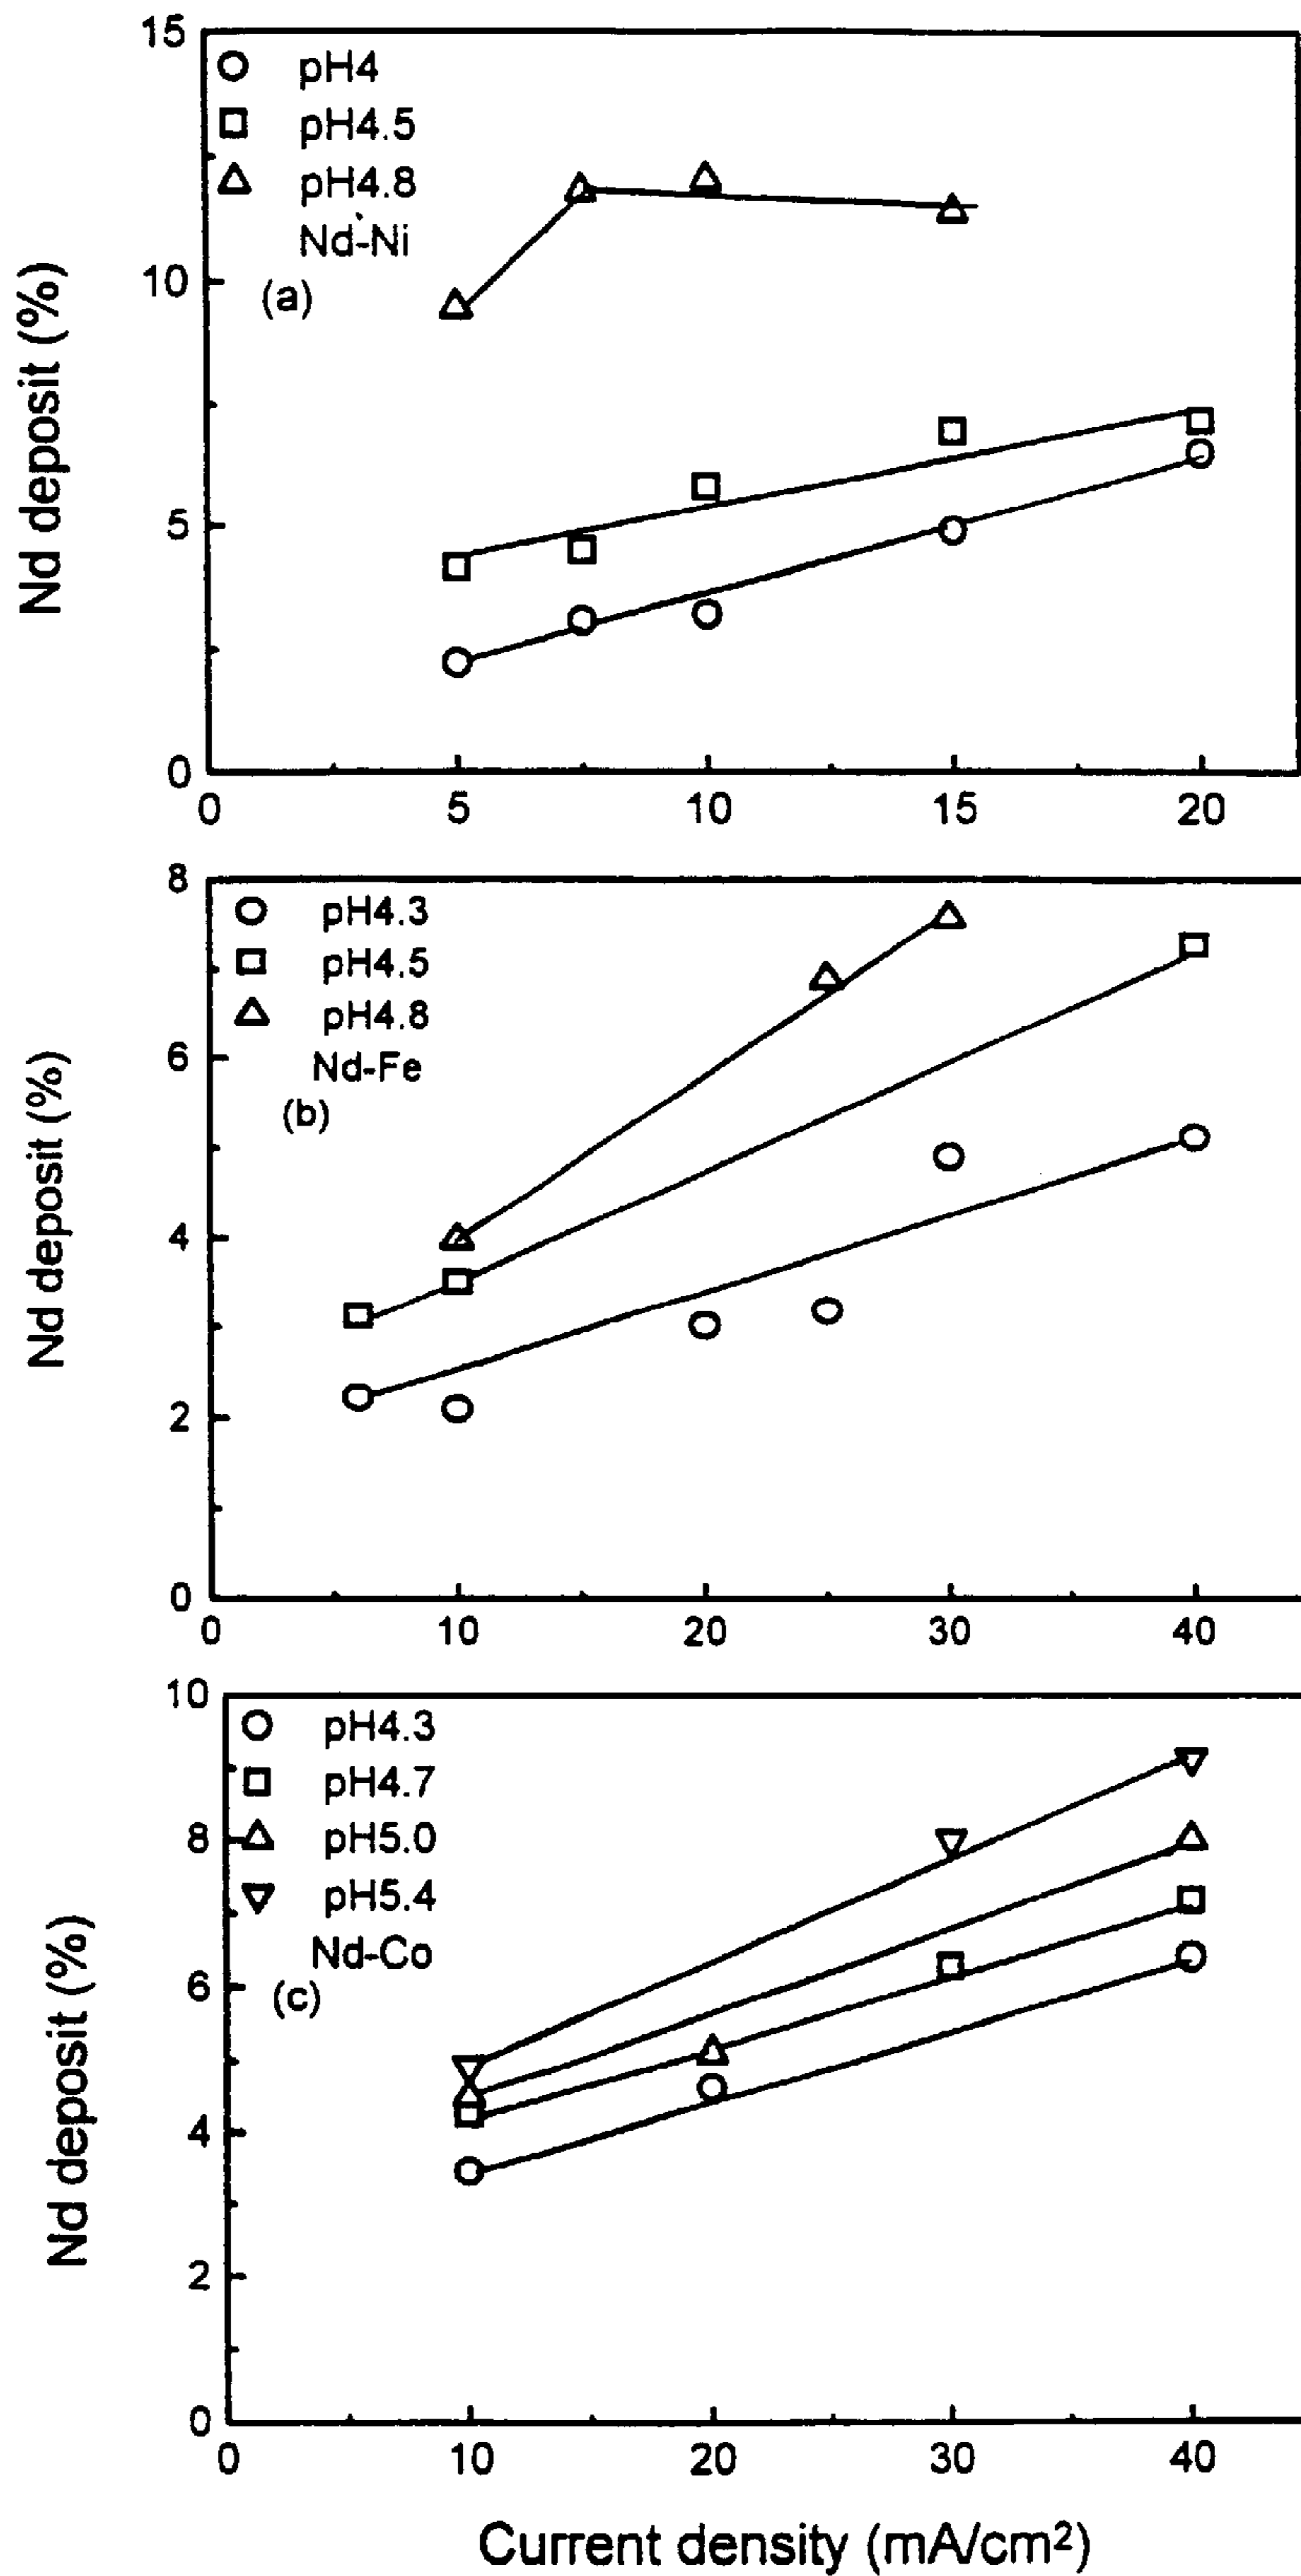 15
pH4
pH4.5
pH4.8
Nd-Ni
(a)
10
5
0
Nd deposit (%)
0 5 10 15 20
8
pH4.3
pH4.5
pH4.8
Nd-Fe
(b)
6
4
2
0
Nd deposit (%)
0 10 20 30 40
10
pH4.3
pH4.7
8 pH5.0
pH5.4
Nd-Co
6 (c)
4
2
0
Nd deposit (%)
0 10 20 30 40
Current density (mA/cm²)